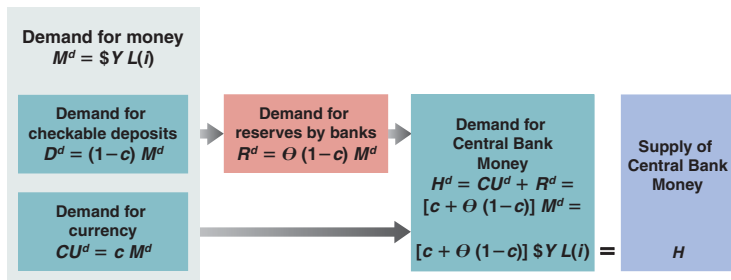 Demand for money
Mᵈ = $Y L(i)
Demand for
checkable deposits
Dᵈ = (1−c) Mᵈ
Demand for
reserves by banks
Rᵈ = ϴ (1−c) Mᵈ
Demand for
currency
CUᵈ = c Mᵈ
Demand for
Central Bank
Money
Hᵈ = CUᵈ + Rᵈ =
[c + ϴ (1−c)] Mᵈ =
[c + ϴ (1−c)] $Y L(i)
=
Supply of
Central Bank
Money
H